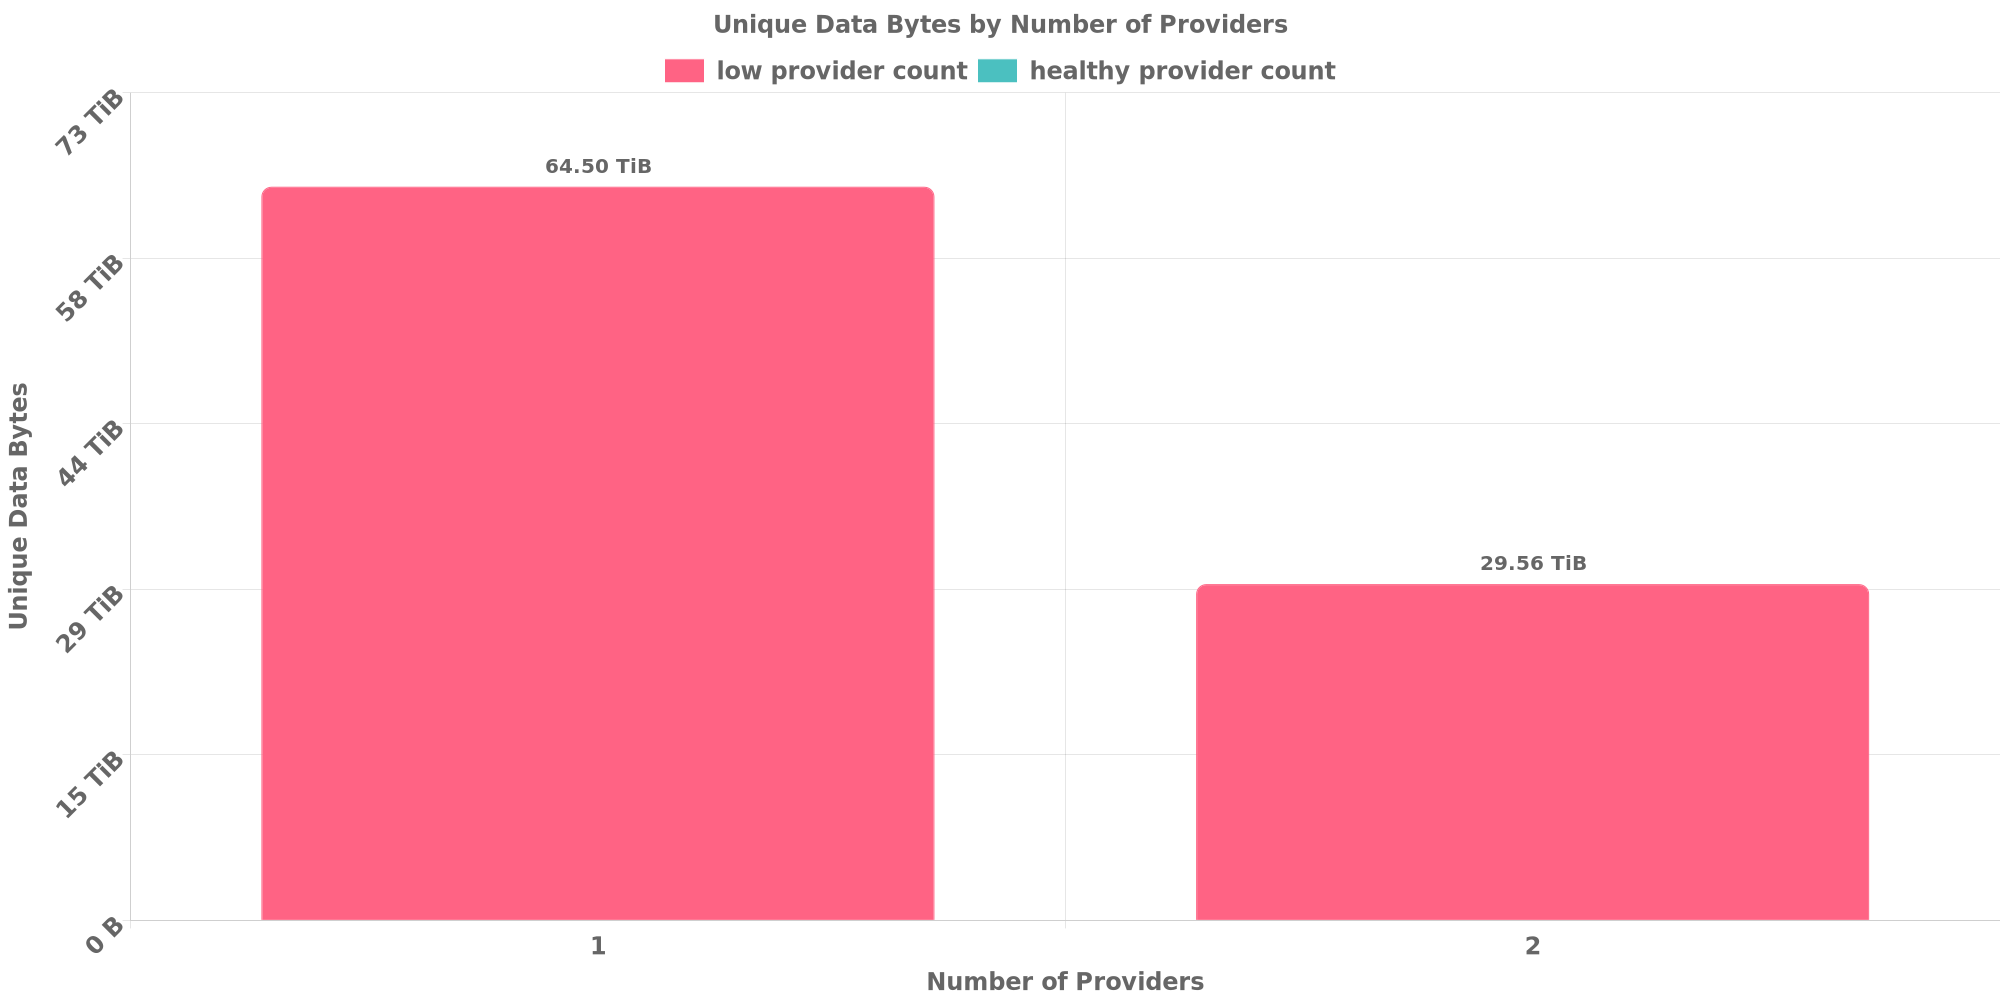 Unique Data Bytes by Number of Providers
low provider count healthy provider count
73 TiB
58 TiB
44 TiB
29 TiB
15 TiB
0 B
Unique Data Bytes
64.50 TiB
29.56 TiB
1 2
Number of Providers